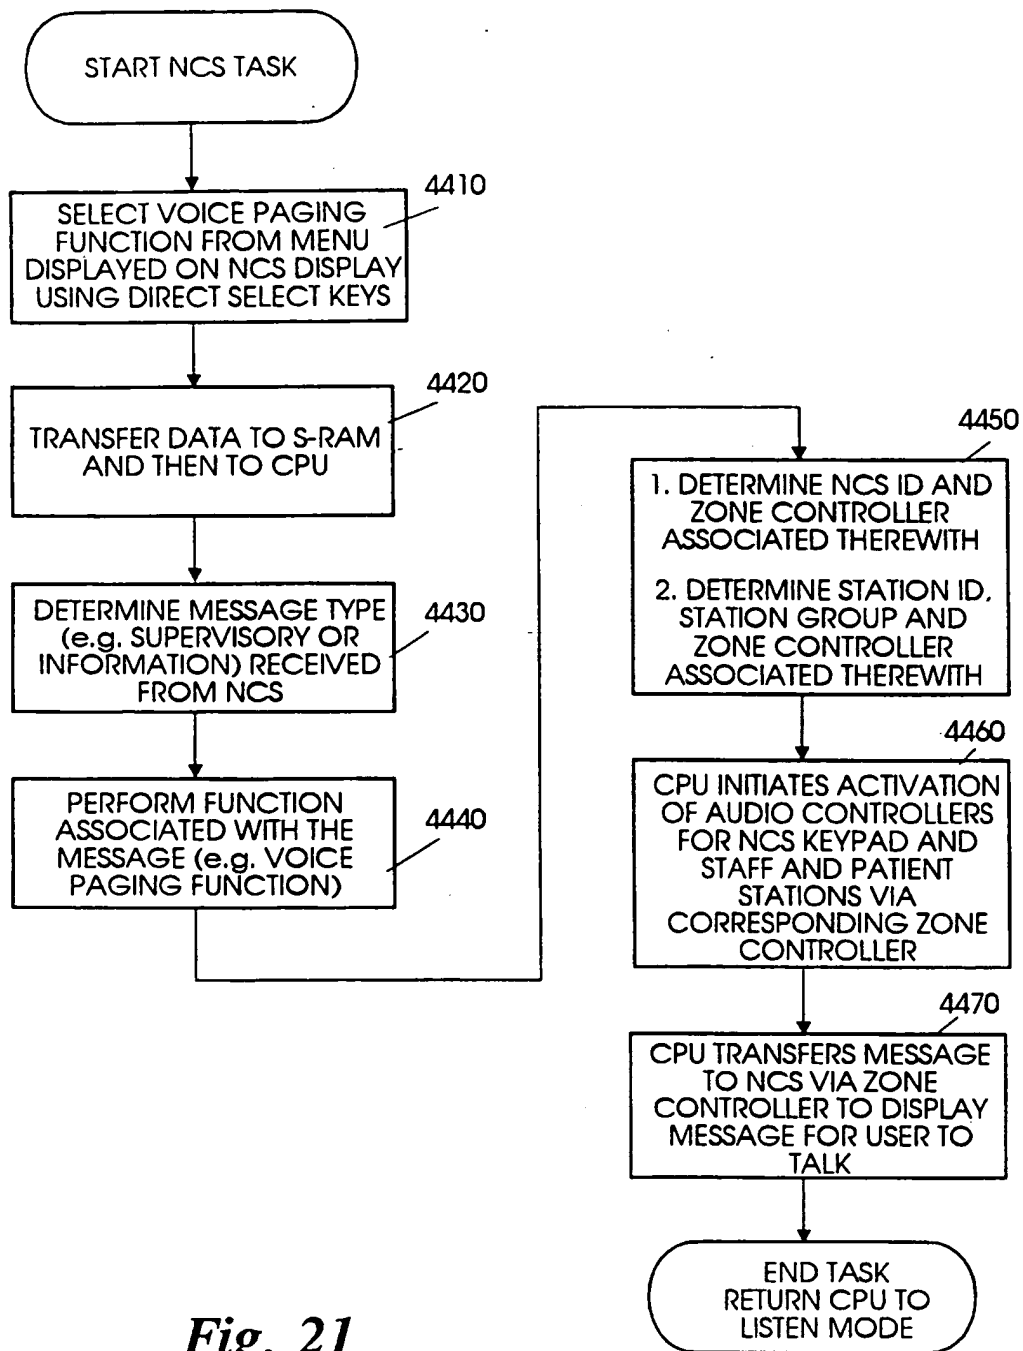 START NCS TASK
4410
SELECT VOICE PAGING
FUNCTION FROM MENU
DISPLAYED ON NCS DISPLAY
USING DIRECT SELECT KEYS
4420
TRANSFER DATA TO S-RAM
AND THEN TO CPU
4430
DETERMINE MESSAGE TYPE
(e.g. SUPERVISORY OR
INFORMATION) RECEIVED
FROM NCS
4440
PERFORM FUNCTION
ASSOCIATED WITH THE
MESSAGE (e.g. VOICE
PAGING FUNCTION)
4450
1. DETERMINE NCS ID AND
ZONE CONTROLLER
ASSOCIATED THEREWITH
2. DETERMINE STATION ID,
STATION GROUP AND
ZONE CONTROLLER
ASSOCIATED THEREWITH
4460
CPU INITIATES ACTIVATION
OF AUDIO CONTROLLERS
FOR NCS KEYPAD AND
STAFF AND PATIENT
STATIONS VIA
CORRESPONDING ZONE
CONTROLLER
4470
CPU TRANSFERS MESSAGE
TO NCS VIA ZONE
CONTROLLER TO DISPLAY
MESSAGE FOR USER TO
TALK
END TASK
RETURN CPU TO
LISTEN MODE
Fig. 21